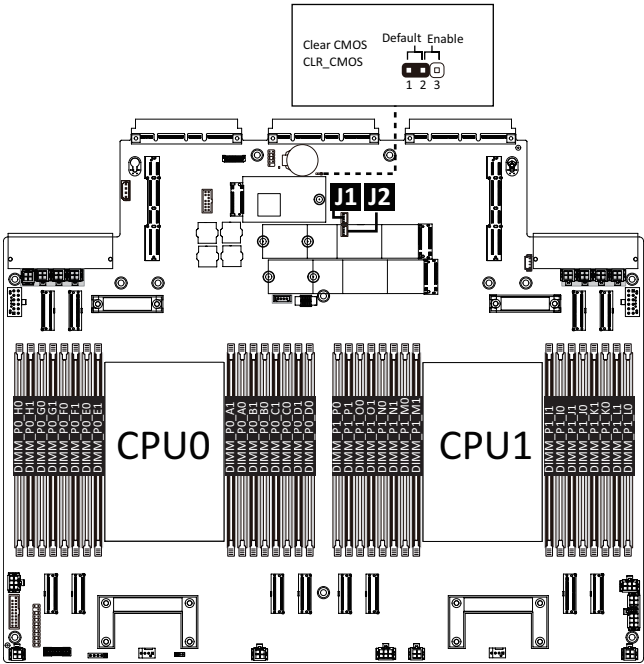 Clear CMOS
CLR_CMOS
Default Enable
1 2 3
J1 J2
DIMM_P0_H0
DIMM_P0_H1
DIMM_P0_G0
DIMM_P0_G1
DIMM_P0_F0
DIMM_P0_F1
DIMM_P0_E0
DIMM_P0_E1
CPU0
DIMM_P0_A1
DIMM_P0_A0
DIMM_P0_B1
DIMM_P0_B0
DIMM_P0_C1
DIMM_P0_C0
DIMM_P0_D1
DIMM_P0_D0
DIMM_P1_P0
DIMM_P1_P1
DIMM_P1_O0
DIMM_P1_O1
DIMM_P1_N0
DIMM_P1_N1
DIMM_P1_M0
DIMM_P1_M1
CPU1
DIMM_P1_I1
DIMM_P1_I0
DIMM_P1_J1
DIMM_P1_J0
DIMM_P1_K1
DIMM_P1_K0
DIMM_P1_L1
DIMM_P1_L0